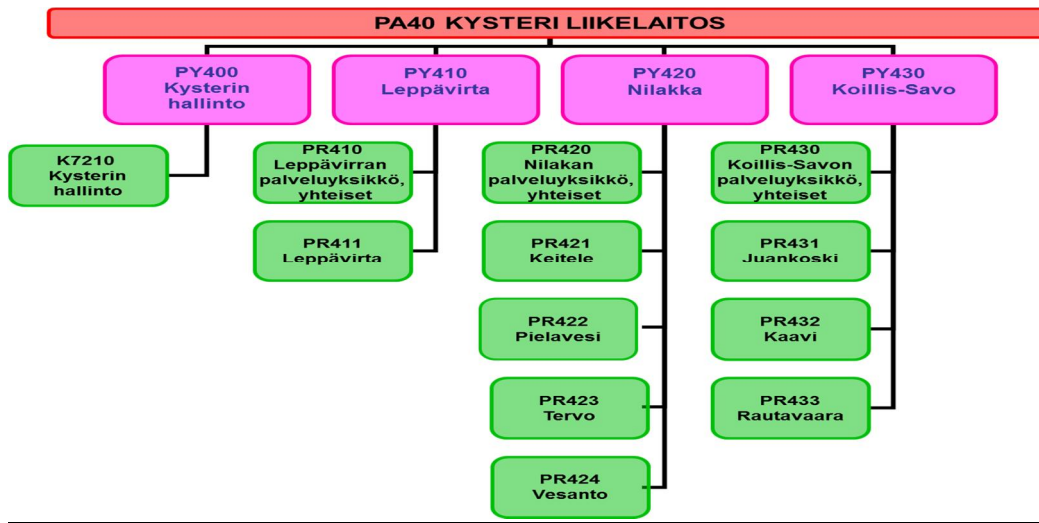 PA40 KYSTERI LIIKELAITOS
PY400
Kysterin
hallinto
PY410
Leppävirta
PY420
Nilakka
PY430
Koillis-Savo
K7210
Kysterin
hallinto
PR410
Leppävirran
palveluyksikkö,
yhteiset
PR411
Leppävirta
PR420
Nilakan
palveluyksikkö,
yhteiset
PR421
Keitele
PR422
Pielavesi
PR423
Tervo
PR424
Vesanto
PR430
Koillis-Savon
palveluyksikkö,
yhteiset
PR431
Juankoski
PR432
Kaavi
PR433
Rautavaara